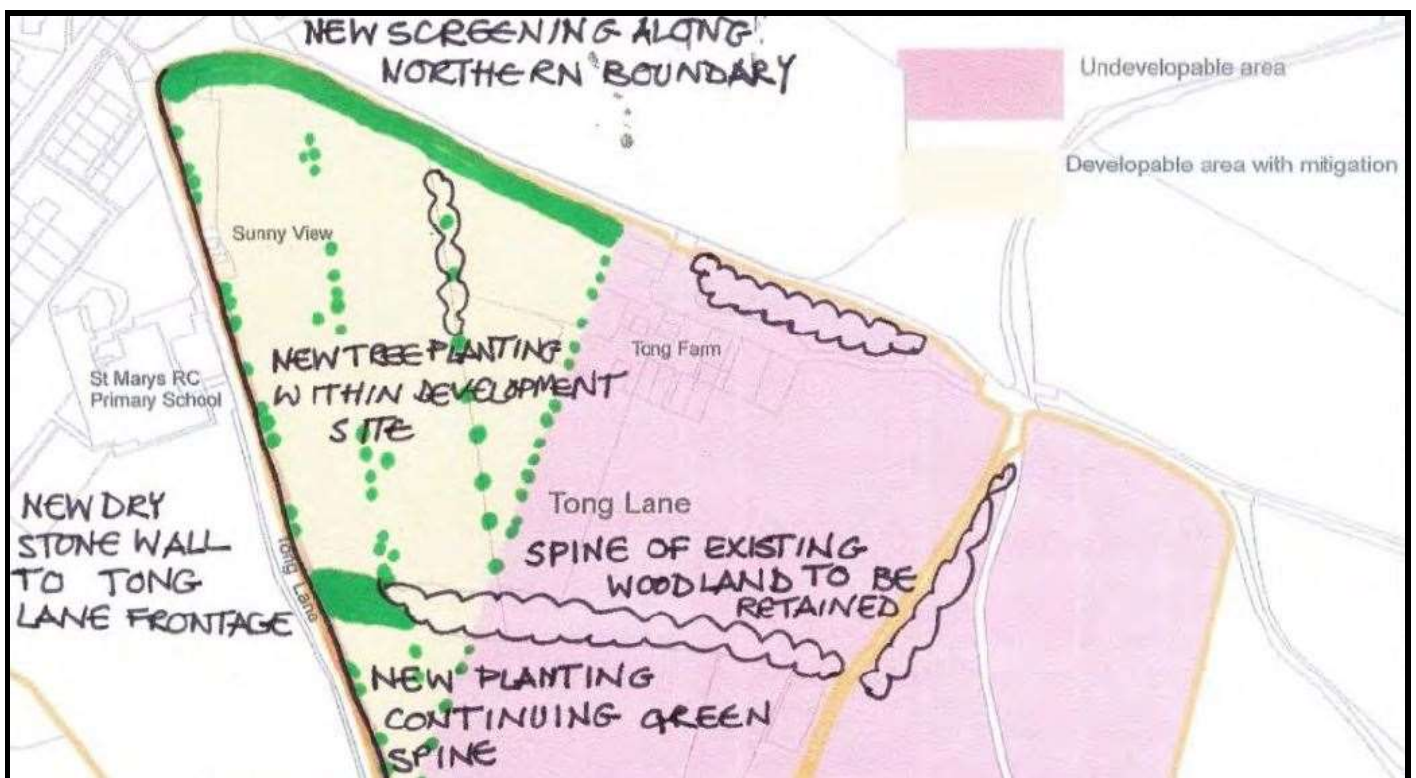 NEW SCREENING ALONG
NORTHERN BOUNDARY
Undevelopable area
Developable area with mitigation
Sunny View
NEW TREE PLANTING
WITHIN DEVELOPMENT
SITE
Tong Farm
St Marys RC
Primary School
NEW DRY
STONE WALL
TO TONG
LANE FRONTAGE
Tong Lane
Tong Lane
SPINE OF EXISTING
WOODLAND TO BE
RETAINED
NEW PLANTING
CONTINUING GREEN
SPINE